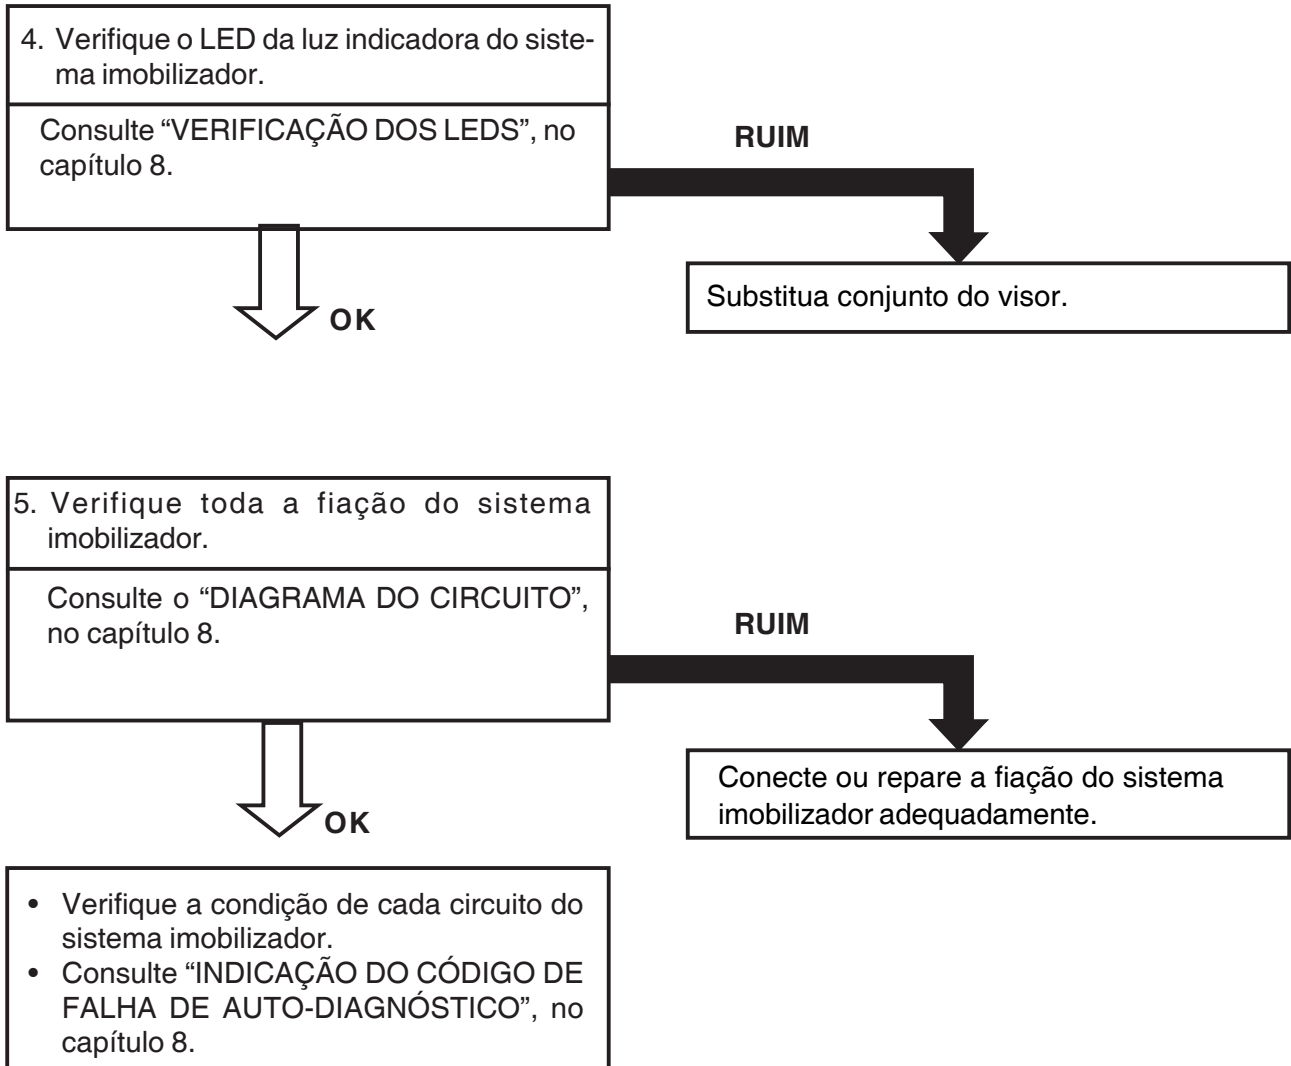 4. Verifique o LED da luz indicadora do siste-
ma imobilizador.
Consulte “VERIFICAÇÃO DOS LEDS”, no
capítulo 8.
RUIM
Substitua conjunto do visor.
OK
5. Verifique toda a fiação do sistema
imobilizador.
Consulte o “DIAGRAMA DO CIRCUITO”,
no capítulo 8.
RUIM
Conecte ou repare a fiação do sistema
imobilizador adequadamente.
OK
• Verifique a condição de cada circuito do
sistema imobilizador.
• Consulte “INDICAÇÃO DO CÓDIGO DE
FALHA DE AUTO-DIAGNÓSTICO”, no
capítulo 8.